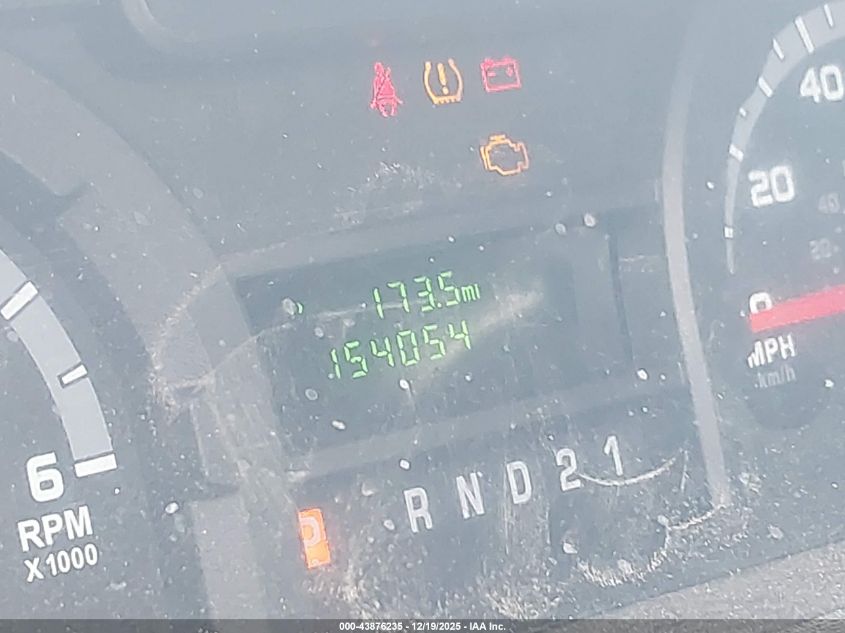 40
20
0
MPH
km/h
173.5mi
154054
6
RPM
X1000
P R N D 2 1
000-43876235 - 12/19/2025 - IAA Inc.